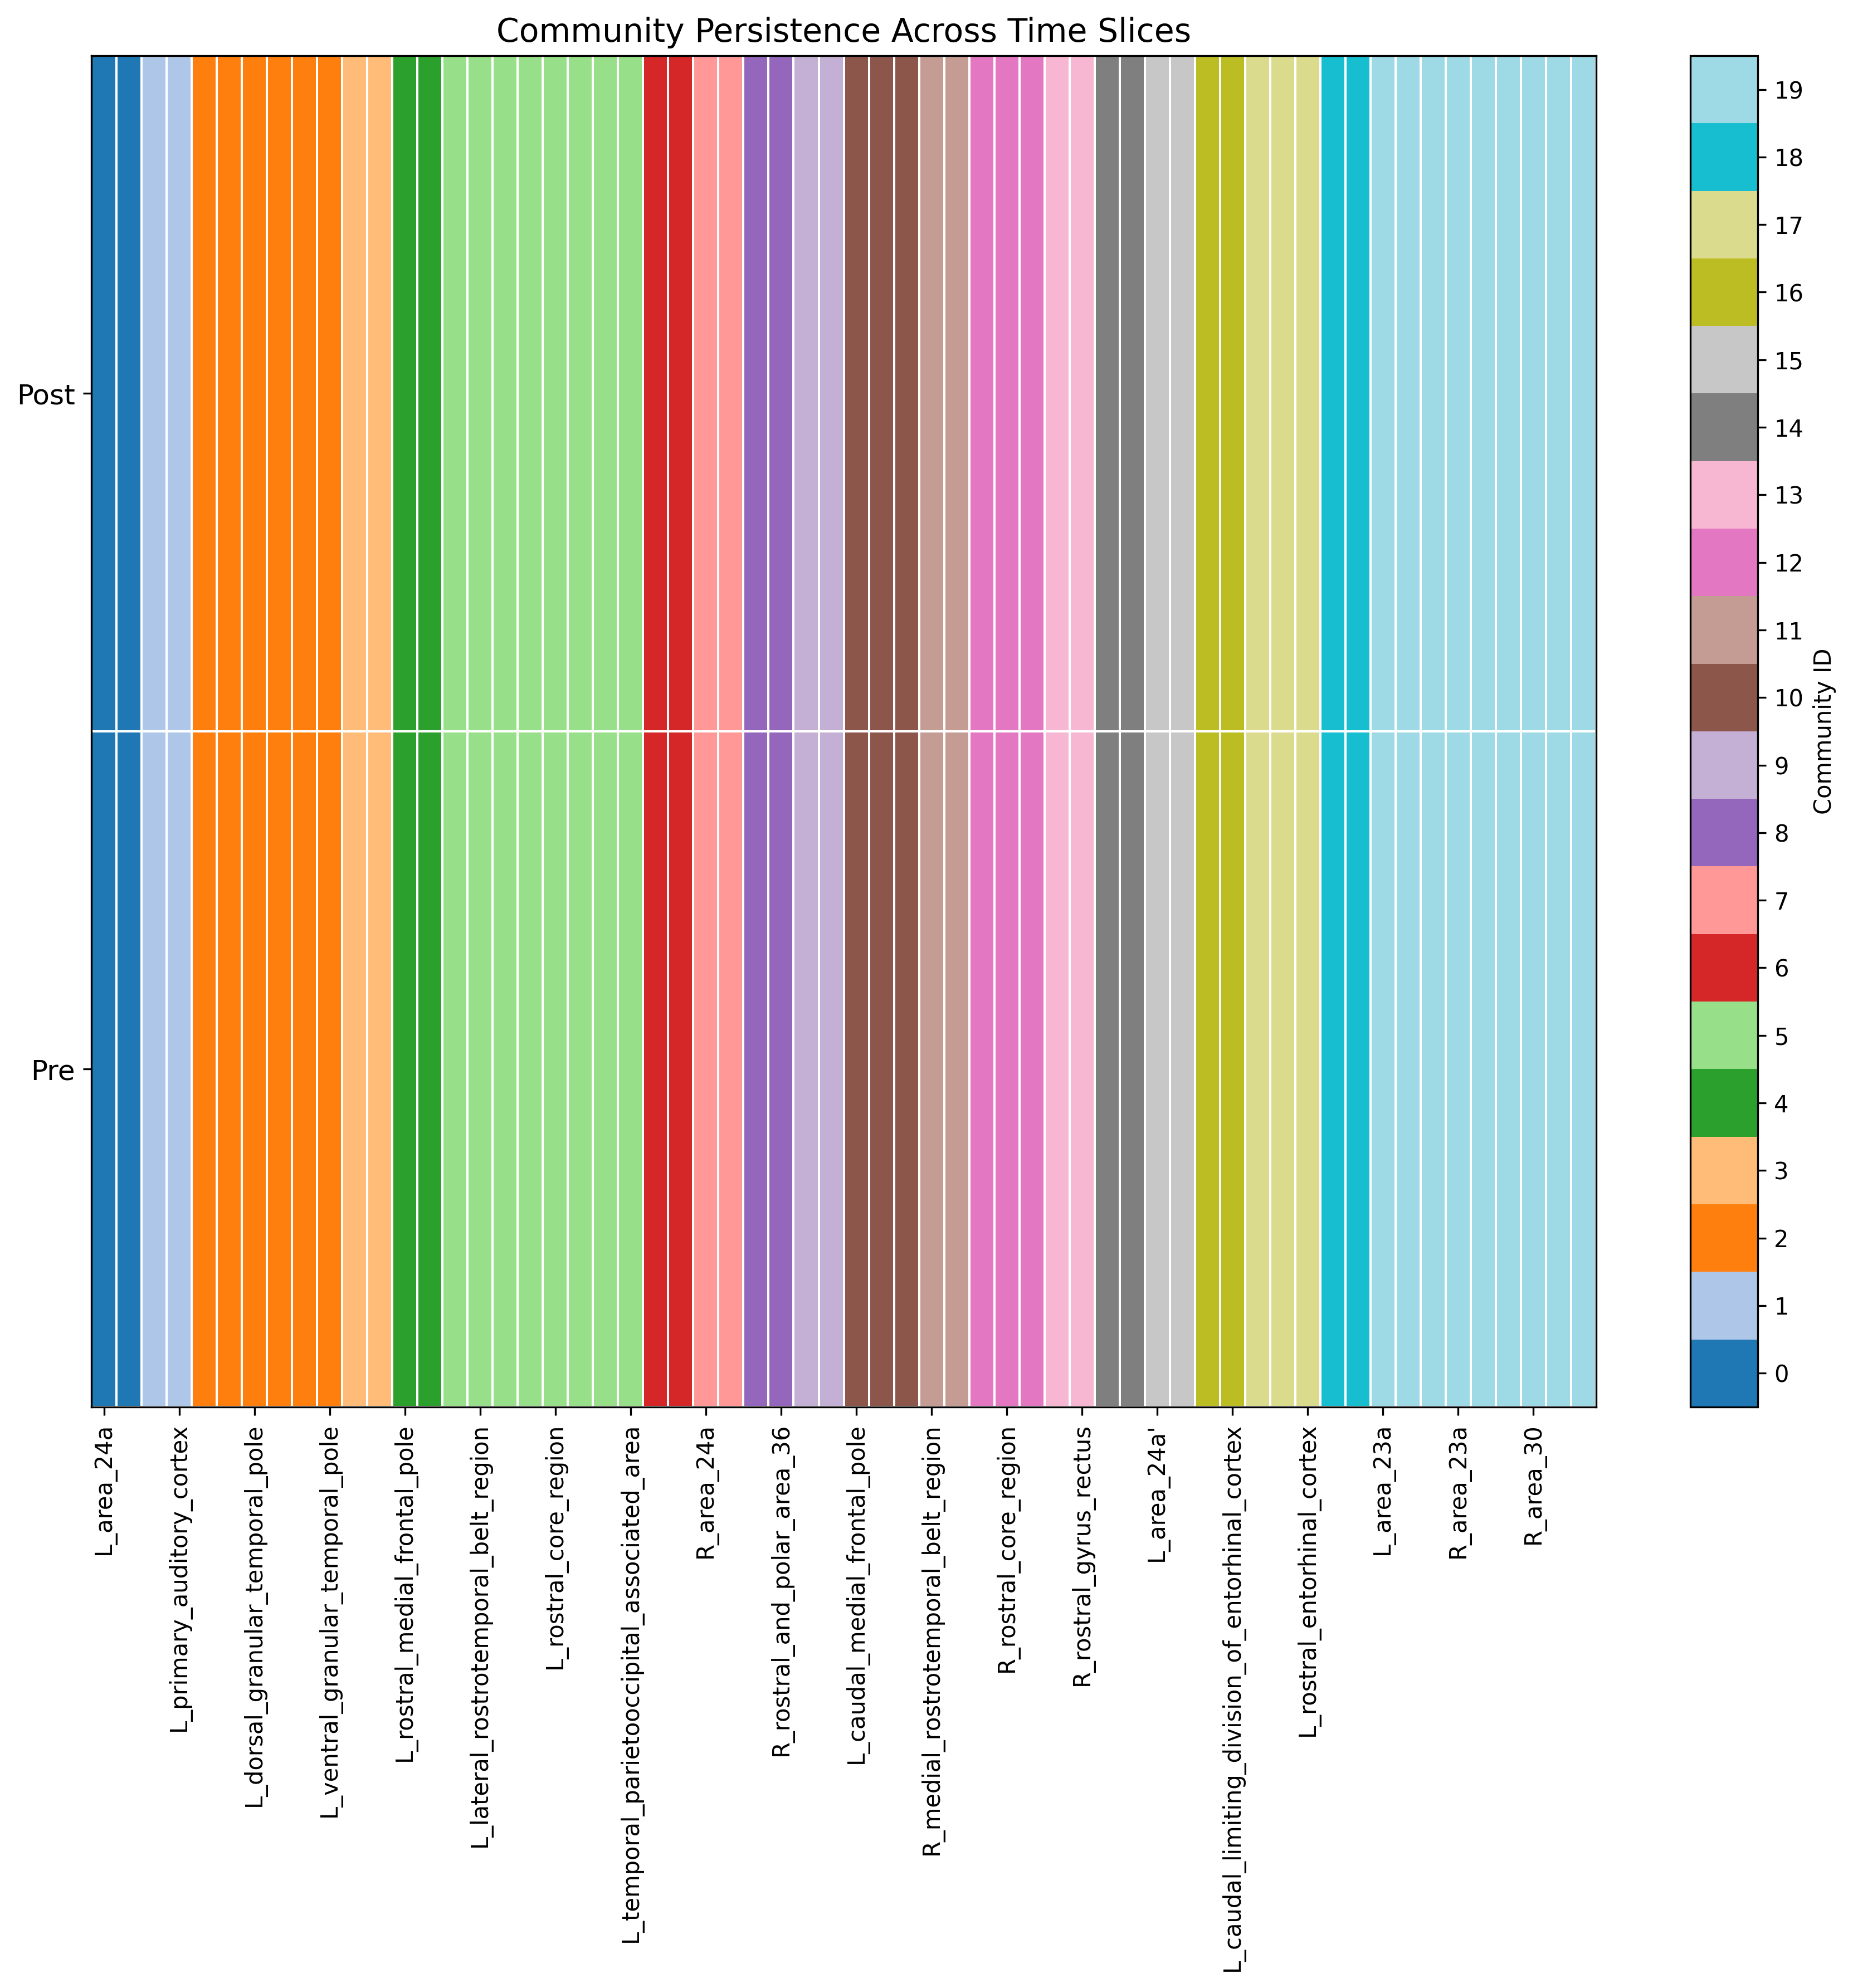 Community Persistence Across Time Slices
Post
Pre
L_area_24a
L_primary_auditory_cortex
L_dorsal_granular_temporal_pole
L_ventral_granular_temporal_pole
L_rostral_medial_frontal_pole
L_lateral_rostrotemporal_belt_region
L_rostral_core_region
L_temporal_parietooccipital_associated_area
R_area_24a
R_rostral_and_polar_area_36
L_caudal_medial_frontal_pole
R_medial_rostrotemporal_belt_region
R_rostral_core_region
R_rostral_gyrus_rectus
L_area_24a'
L_caudal_limiting_division_of_entorhinal_cortex
L_rostral_entorhinal_cortex
L_area_23a
R_area_23a
R_area_30
19
18
17
16
15
14
13
12
11
10
9
8
7
6
5
4
3
2
1
0
Community ID